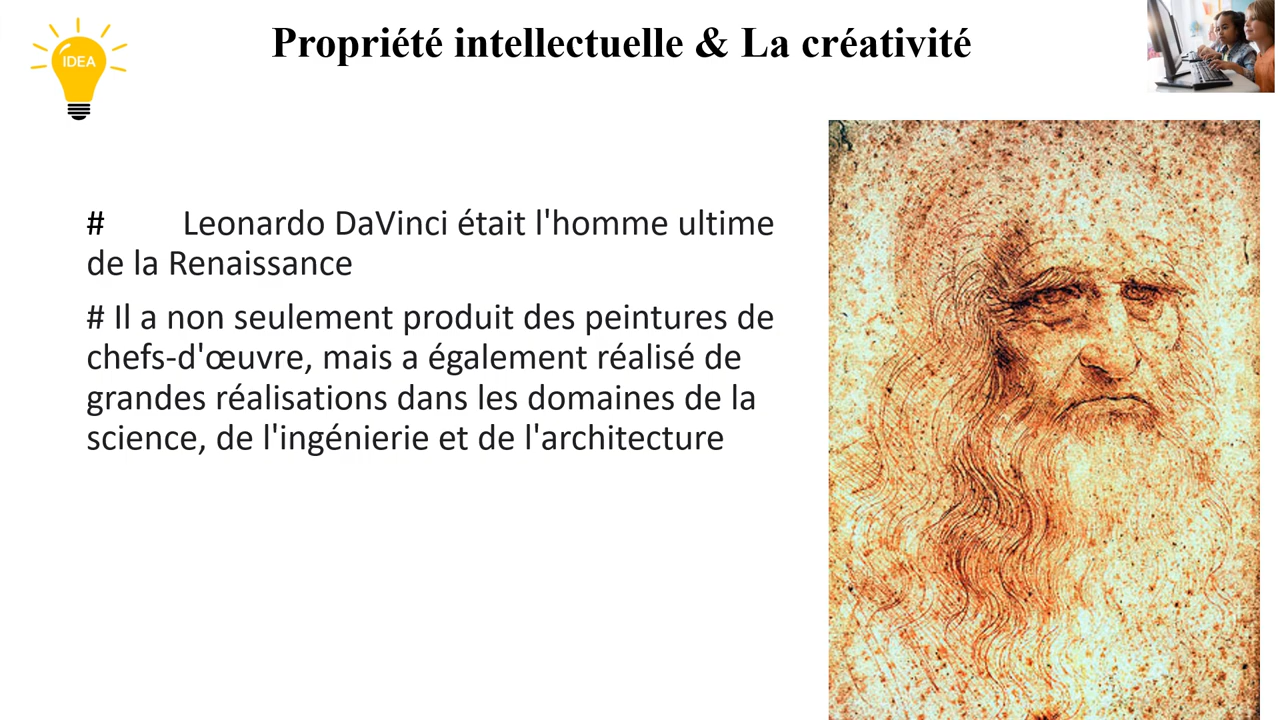 Propriété intellectuelle & La créativité
IDEA
# Leonardo DaVinci était l'homme ultime
de la Renaissance
# Il a non seulement produit des peintures de
chefs-d'œuvre, mais a également réalisé de
grandes réalisations dans les domaines de la
science, de l'ingénierie et de l'architecture